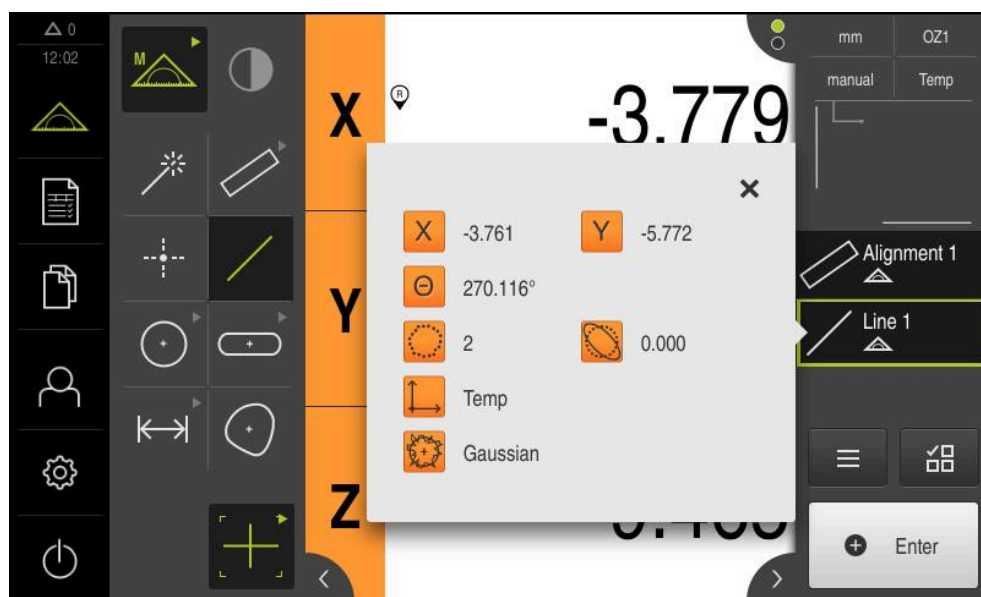 0
12:02
M
X
R
-3.779
mm
OZ1
manual
Temp
X
-3.761
Y
-5.772
Θ
270.116°
2
0.000
Temp
Gaussian
Y
Z
Alignment 1
Line 1
Enter